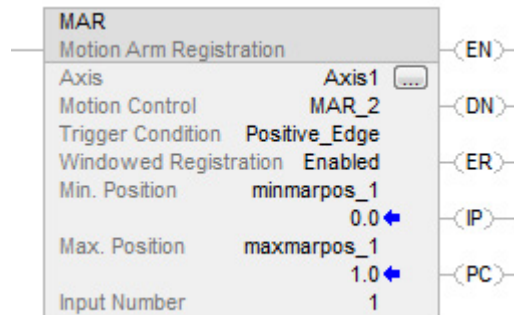 MAR
Motion Arm Registration (EN)
Axis Axis1 ...
Motion Control MAR_2 (DN)
Trigger Condition Positive_Edge
Windowed Registration Enabled (ER)
Min. Position minmarpos_1
0.0 (IP)
Max. Position maxmarpos_1
1.0 (PC)
Input Number 1